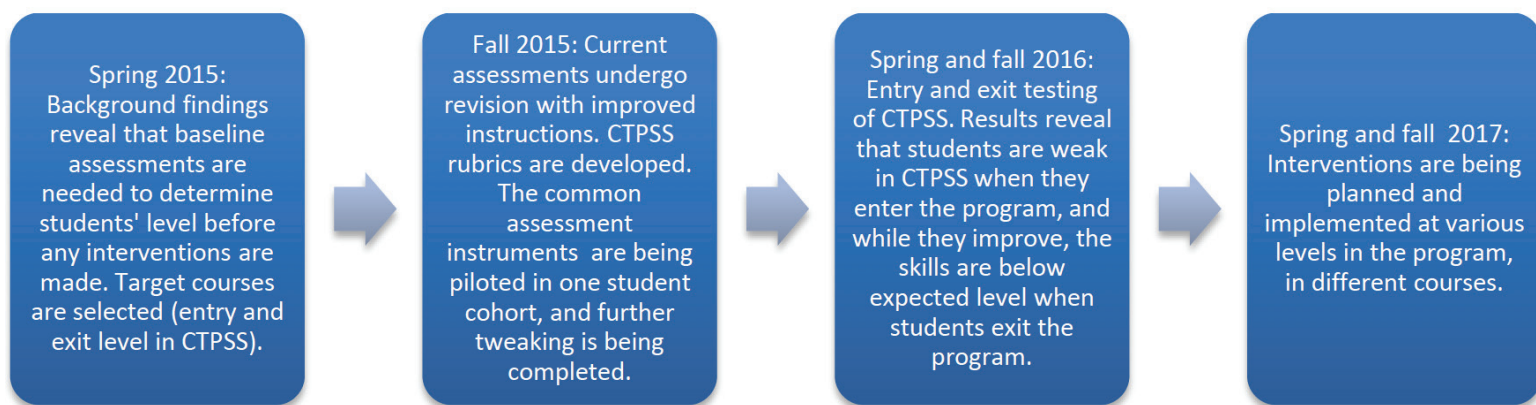 Spring 2015:
Background findings
reveal that baseline
assessments are
needed to determine
students' level before
any interventions are
made. Target courses
are selected (entry and
exit level in CTPSS).
Fall 2015: Current
assessments undergo
revision with improved
instructions. CTPSS
rubrics are developed.
The common
assessment
instruments are being
piloted in one student
cohort, and further
tweaking is being
completed.
Spring and fall 2016:
Entry and exit testing
of CTPSS. Results reveal
that students are weak
in CTPSS when they
enter the program, and
while they improve, the
skills are below
expected level when
students exit the
program.
Spring and fall 2017:
Interventions are being
planned and
implemented at various
levels in the program,
in different courses.